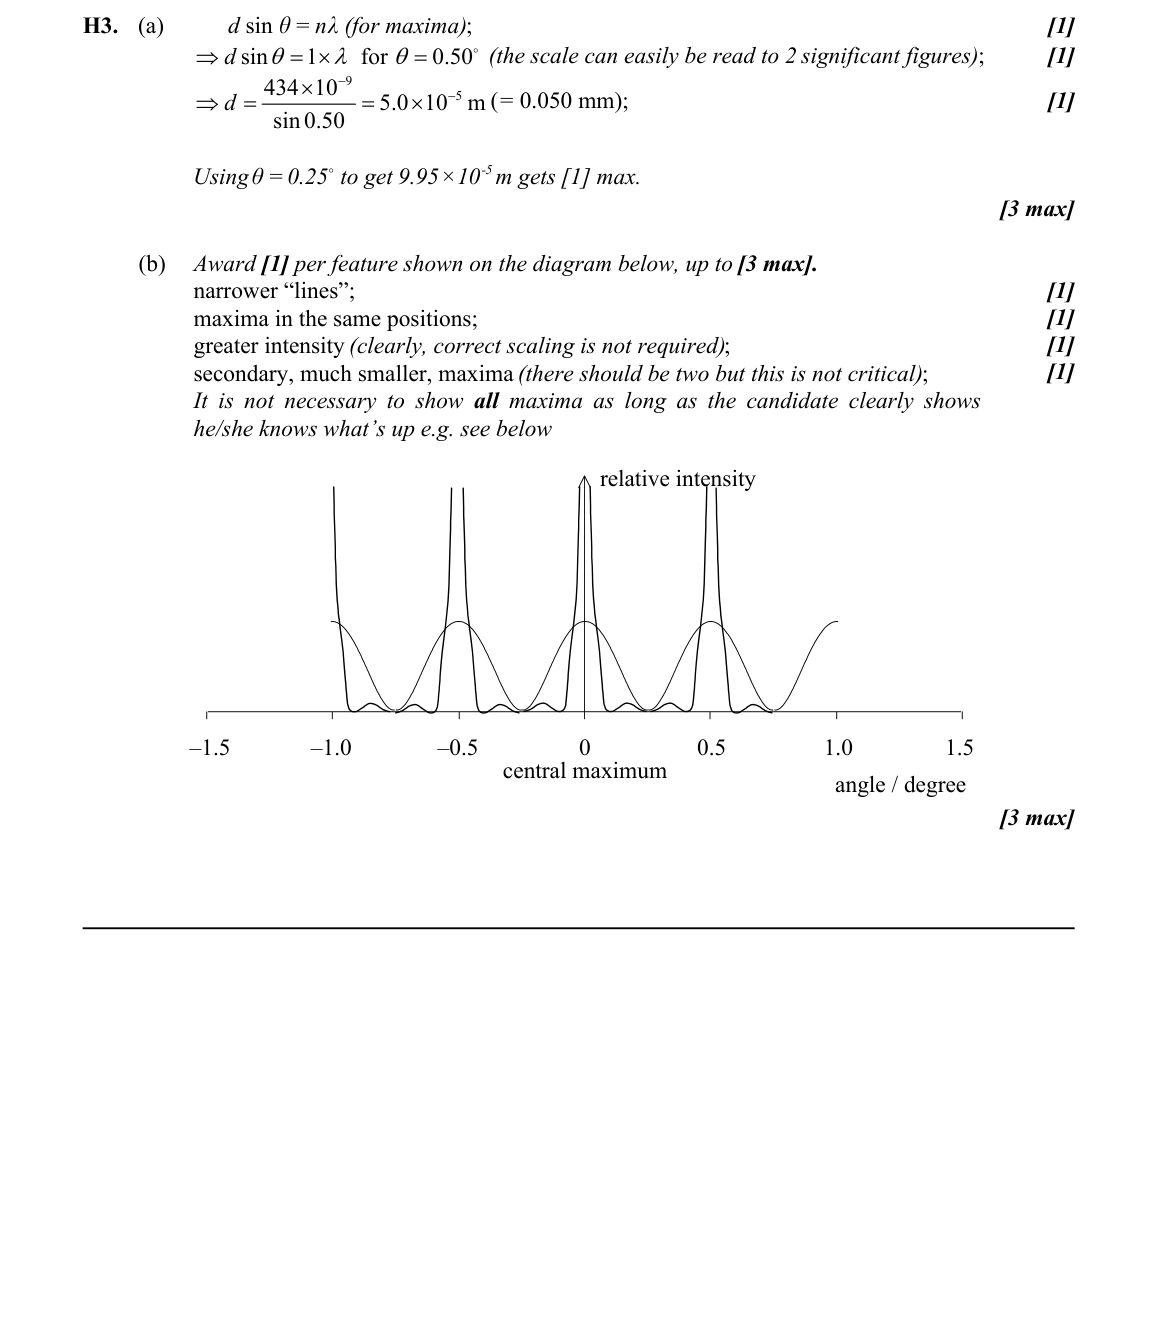 H3. (a) d sin θ = nλ (for maxima); [1]
⇒ d sin θ = 1 × λ for θ = 0.50° (the scale can easily be read to 2 significant figures); [1]
⇒ d = 434×10⁻⁹ / sin 0.50 = 5.0×10⁻⁵ m (= 0.050 mm); [1]
Using θ = 0.25° to get 9.95 × 10⁻⁵ m gets [1] max.
[3 max]
(b) Award [1] per feature shown on the diagram below, up to [3 max].
narrower “lines”; [1]
maxima in the same positions; [1]
greater intensity (clearly, correct scaling is not required); [1]
secondary, much smaller, maxima (there should be two but this is not critical); [1]
It is not necessary to show all maxima as long as the candidate clearly shows
he/she knows what’s up e.g. see below
relative intensity
–1.5 –1.0 –0.5 0 0.5 1.0 1.5
central maximum
angle / degree
[3 max]